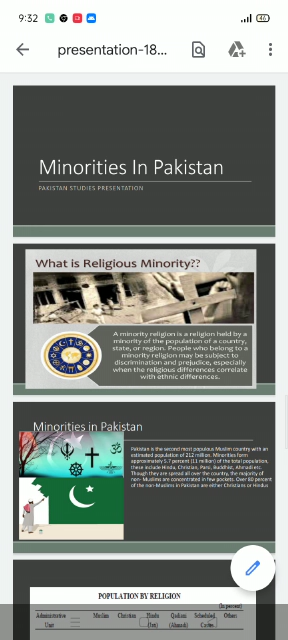 9:32
46
presentation-18...
Minorities In Pakistan
PAKISTAN STUDIES PRESENTATION
What is Religious Minority??
A minority religion is a religion held by a
minority of the population of a country,
state, or region. People who belong to a
minority religion may be subject to
discrimination and prejudice, especially
when the religious differences correlate
with ethnic differences.
Minorities in Pakistan
Pakistan is the second most populous Muslim country with an
estimated population of 212 million. Minorities form
approximately 5.7 percent (11 million) of the total population,
these include Hindu, Christian, Parsi, Buddhist, Ahmadi etc.
Though they are spread all over the country, the majority of
non- Muslims are concentrated in few pockets. Over 80 percent
of the non-Muslims in Pakistan are either Christians or Hindus
POPULATION BY RELIGION
(In percent)
Administrative Muslim Christian Hindu Qadiani Scheduled Others
Unit (Jati) (Ahmadi) Castes